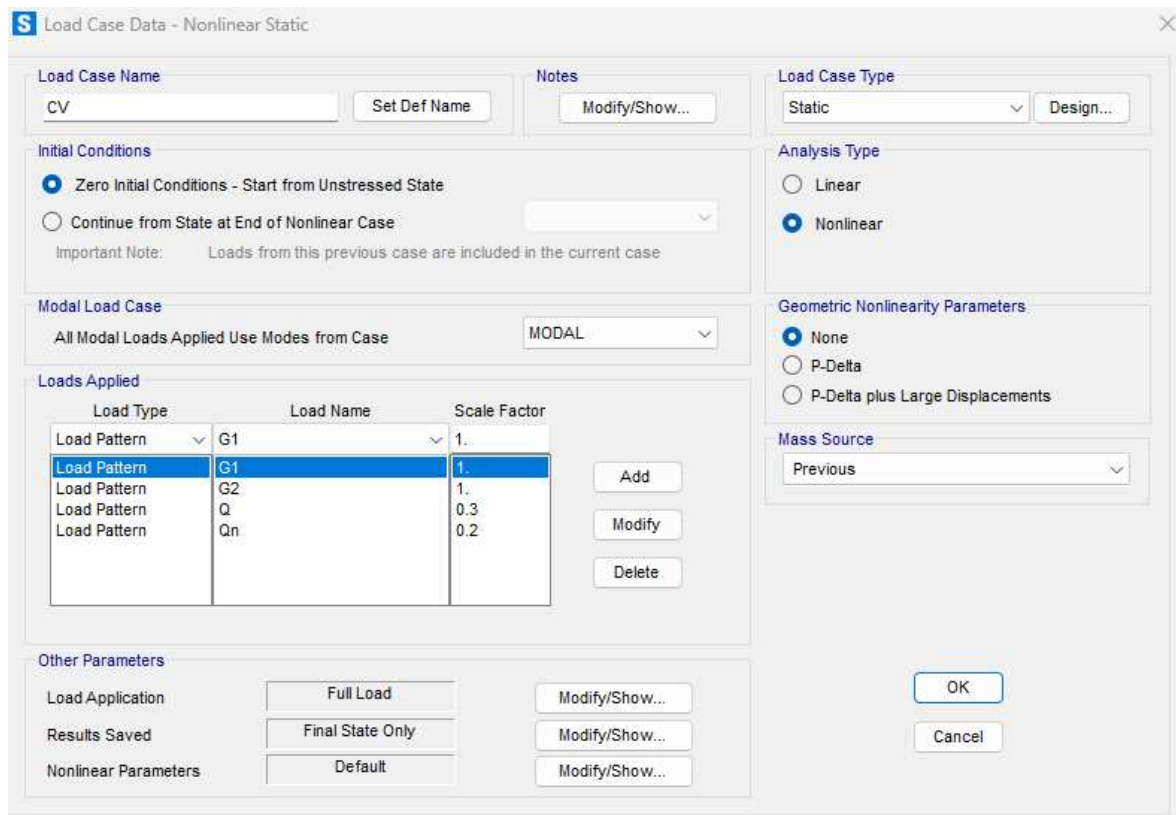 S Load Case Data - Nonlinear Static
Load Case Name
CV
Set Def Name
Notes
Modify/Show...
Load Case Type
Static
Design...
Initial Conditions
Zero Initial Conditions - Start from Unstressed State
Continue from State at End of Nonlinear Case
Important Note: Loads from this previous case are included in the current case
Analysis Type
Linear
Nonlinear
Modal Load Case
All Modal Loads Applied Use Modes from Case
MODAL
Geometric Nonlinearity Parameters
None
P-Delta
P-Delta plus Large Displacements
Loads Applied
Load Type Load Name Scale Factor
Load Pattern G1 1.
Load Pattern G1 1.
Load Pattern G2 1.
Load Pattern Q 0.3
Load Pattern Qn 0.2
Add
Modify
Delete
Mass Source
Previous
Other Parameters
Load Application Full Load Modify/Show...
Results Saved Final State Only Modify/Show...
Nonlinear Parameters Default Modify/Show...
OK
Cancel